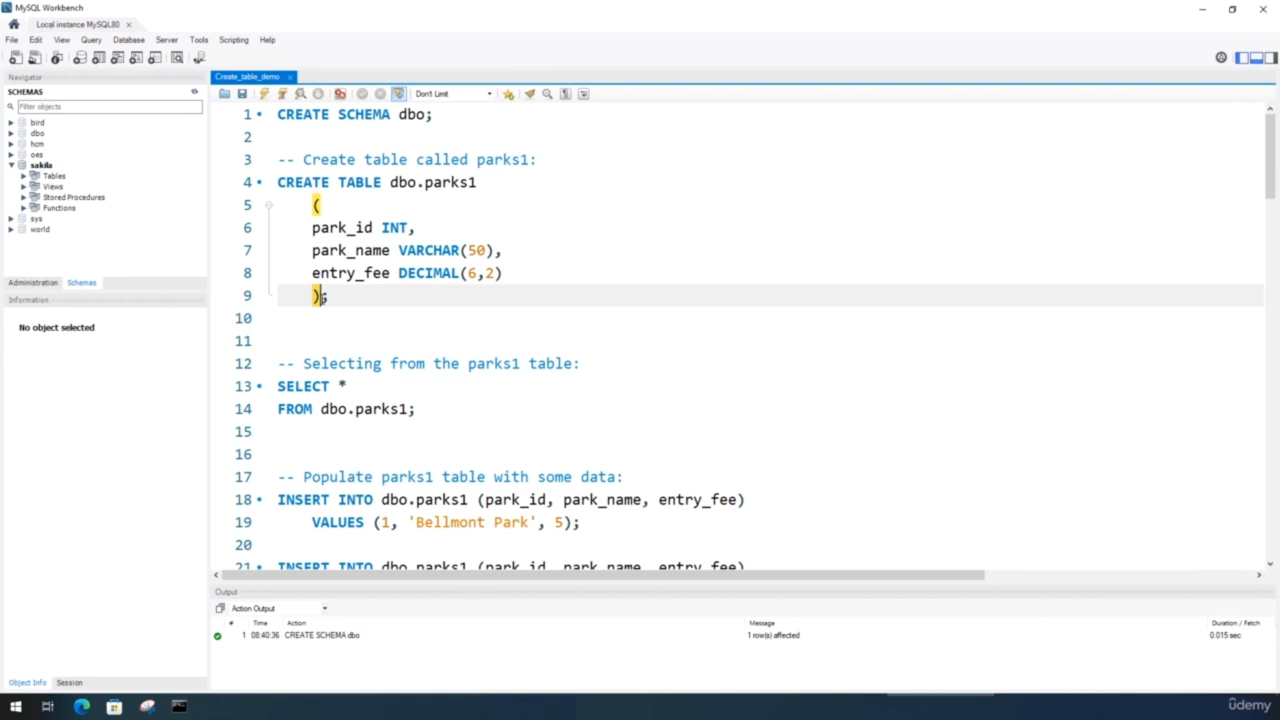 MySQL Workbench
Local instance MySQL80 ×
File Edit View Query Database Server Tools Scripting Help
Navigator
SCHEMAS
Filter objects
bird
dbo
hcm
oes
sakila
Tables
Views
Stored Procedures
Functions
sys
world
Administration Schemas
Information
No object selected
Object Info Session
Create_table_demo ×
Don't Limit
1 CREATE SCHEMA dbo;
2
3 -- Create table called parks1:
4 CREATE TABLE dbo.parks1
5 (
6 park_id INT,
7 park_name VARCHAR(50),
8 entry_fee DECIMAL(6,2)
9 );
10
11
12 -- Selecting from the parks1 table:
13 SELECT *
14 FROM dbo.parks1;
15
16
17 -- Populate parks1 table with some data:
18 INSERT INTO dbo.parks1 (park_id, park_name, entry_fee)
19 VALUES (1, 'Bellmont Park', 5);
20
21 INSERT INTO dbo.parks1 (park_id, park_name, entry_fee)
Output
Action Output
# Time Action Message Duration / Fetch
1 08:40:36 CREATE SCHEMA dbo 1 row(s) affected 0.015 sec
ûdemy